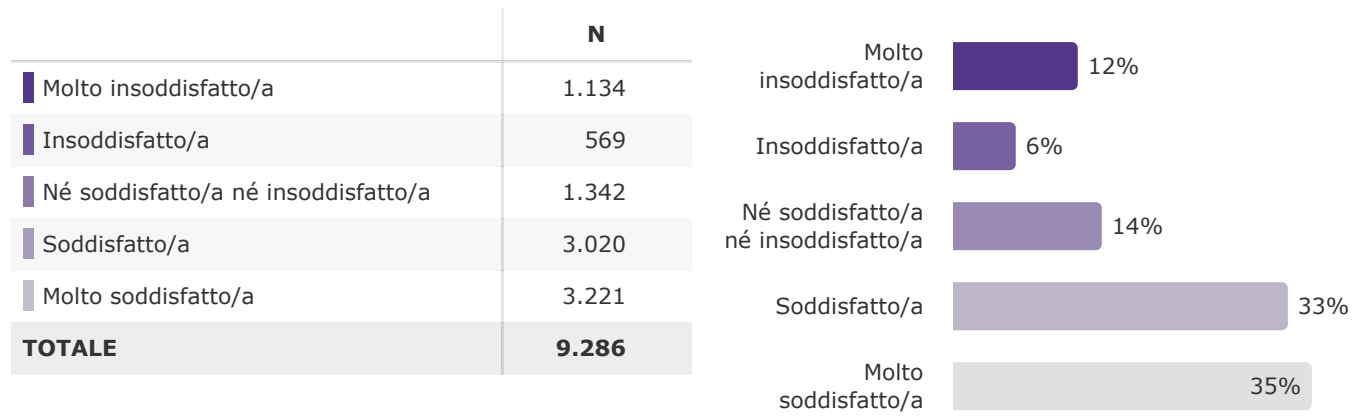 N
Molto insoddisfatto/a 1.134
Insoddisfatto/a 569
Né soddisfatto/a né insoddisfatto/a 1.342
Soddisfatto/a 3.020
Molto soddisfatto/a 3.221
TOTALE 9.286
Molto
insoddisfatto/a
12%
Insoddisfatto/a 6%
Né soddisfatto/a
né insoddisfatto/a
14%
Soddisfatto/a 33%
Molto
soddisfatto/a
35%